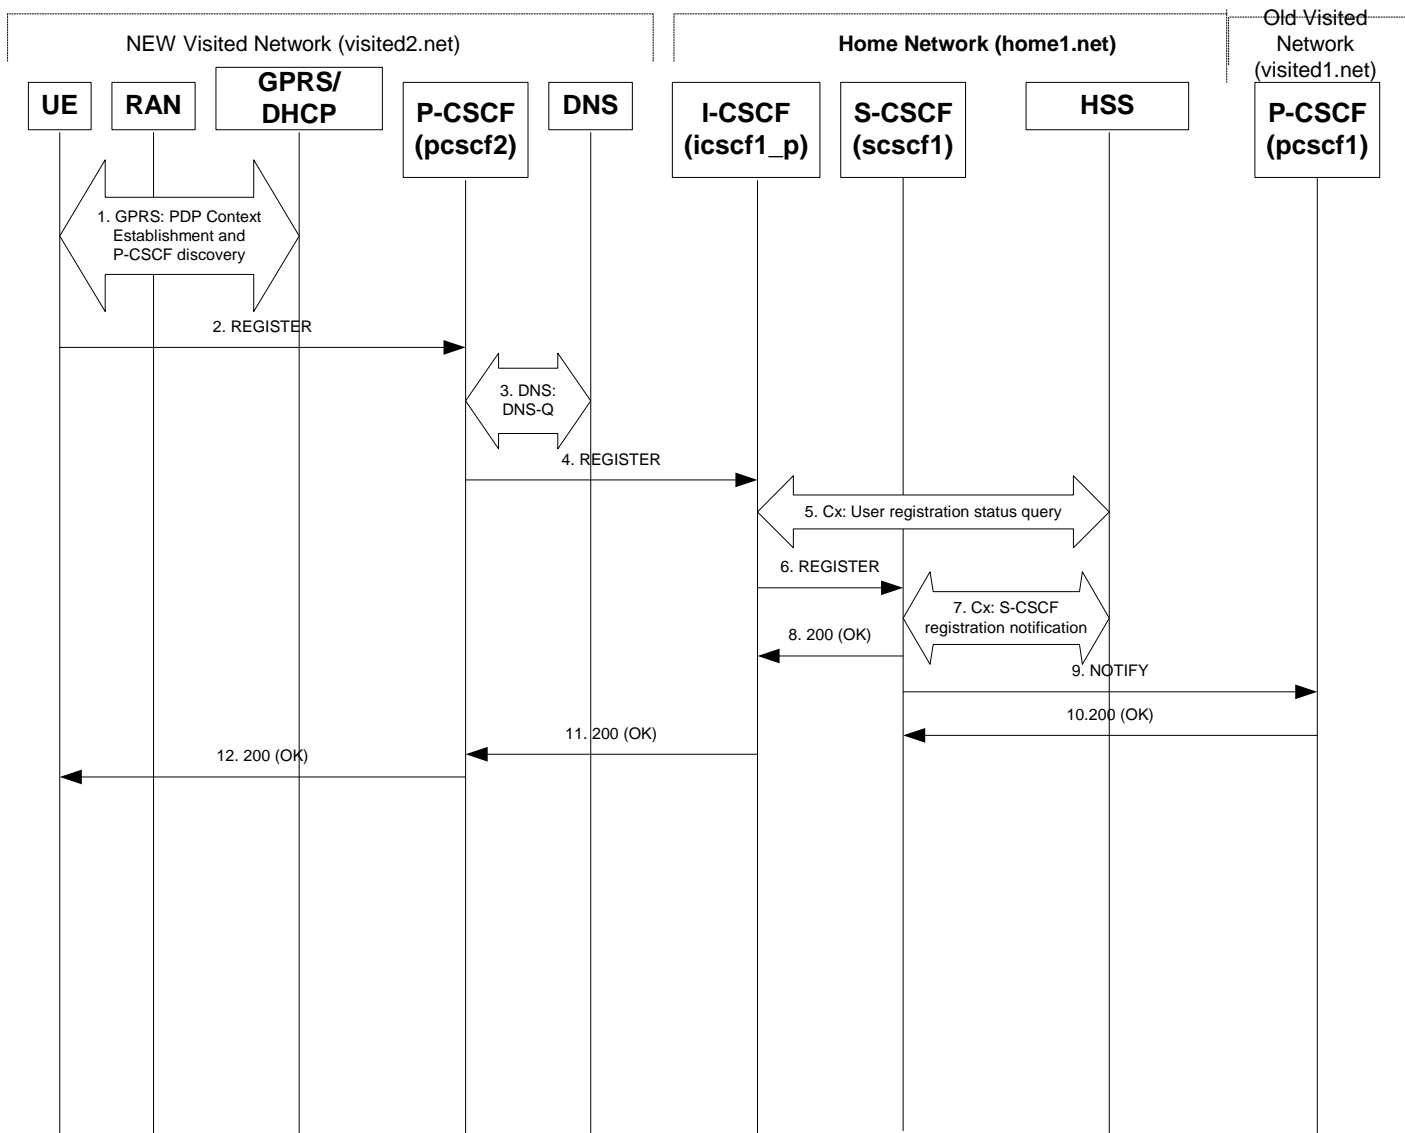 NEW Visited Network (visited2.net)
Home Network (home1.net)
Old Visited
Network
(visited1.net)
UE
RAN
GPRS/
DHCP
P-CSCF
(pcscf2)
DNS
I-CSCF
(icscf1_p)
S-CSCF
(scscf1)
HSS
P-CSCF
(pcscf1)
1. GPRS: PDP Context
Establishment and
P-CSCF discovery
2. REGISTER
3. DNS:
DNS-Q
4. REGISTER
5. Cx: User registration status query
6. REGISTER
7. Cx: S-CSCF
registration notification
8. 200 (OK)
9. NOTIFY
10.200 (OK)
11. 200 (OK)
12. 200 (OK)